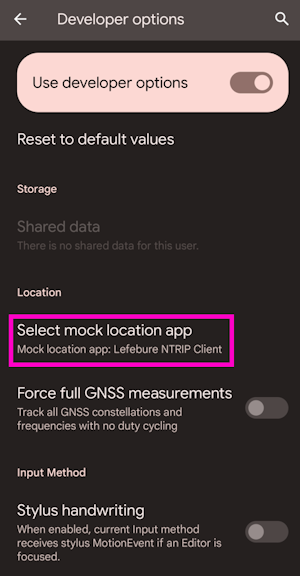 Developer options
Use developer options
Reset to default values
Storage
Shared data
There is no shared data for this user.
Location
Select mock location app
Mock location app: Lefebure NTRIP Client
Force full GNSS measurements
Track all GNSS constellations and
frequencies with no duty cycling
Input Method
Stylus handwriting
When enabled, current Input method
receives stylus MotionEvent if an Editor is
focused.